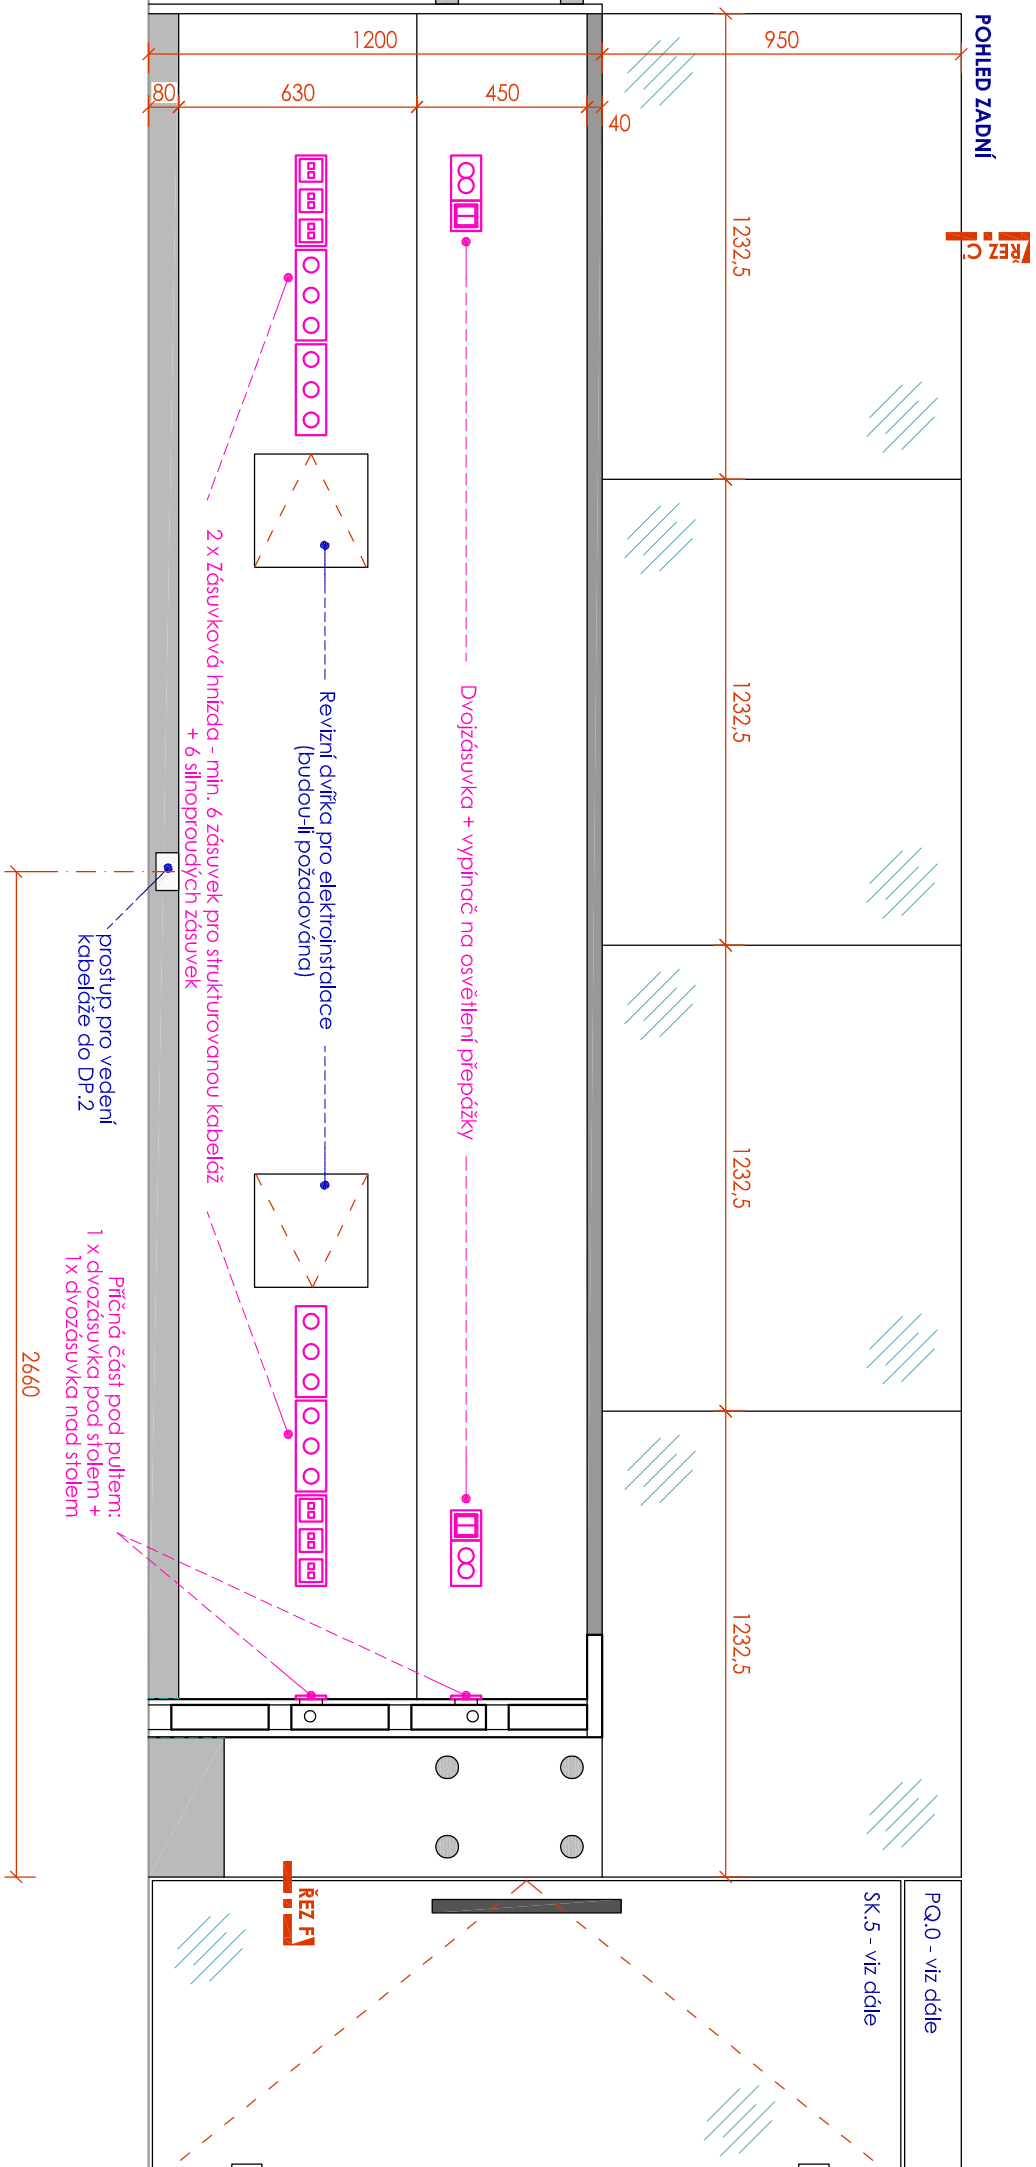 POHLED ZADNÍ
ŘEZ C'
1200
950
80
630
450
40
1232,5
1232,5
1232,5
1232,5
Dvojzásuvka + vypínač na osvětlení přepážky
Revizní dvířka pro elektroinstalace
(budou-li požadována)
2 x Zásuvková hnízda - min. 6 zásuvek pro strukturovanou kabeláž
+ 6 silnoproudých zásuvek
prostup pro vedení
kabeláže do DP.2
Příčná část pod pultem:
1 x dvozásuvka pod stolem +
1x dvozásuvka nad stolem
2660
ŘEZ F'
PQ.0 - viz dále
SK.5 - viz dále